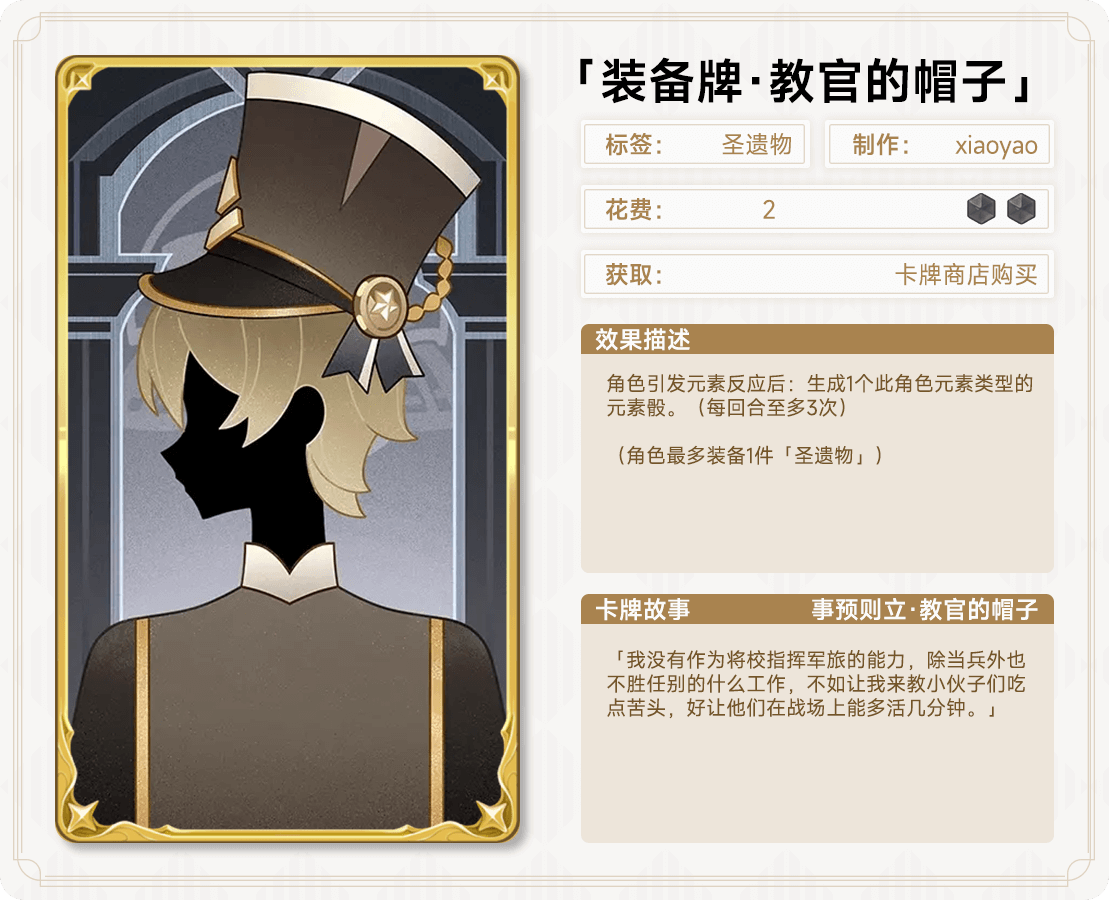 「装备牌·教官的帽子」
标签： 圣遗物 制作： xiaoyao
花费： 2
获取： 卡牌商店购买
效果描述
角色引发元素反应后：生成1个此角色元素类型的
元素骰。（每回合至多3次）
（角色最多装备1件「圣遗物」）
卡牌故事 事预则立·教官的帽子
「我没有作为将校指挥军旅的能力，除当兵外也
不胜任别的什么工作，不如让我来教小伙子们吃
点苦头，好让他们在战场上能多活几分钟。」